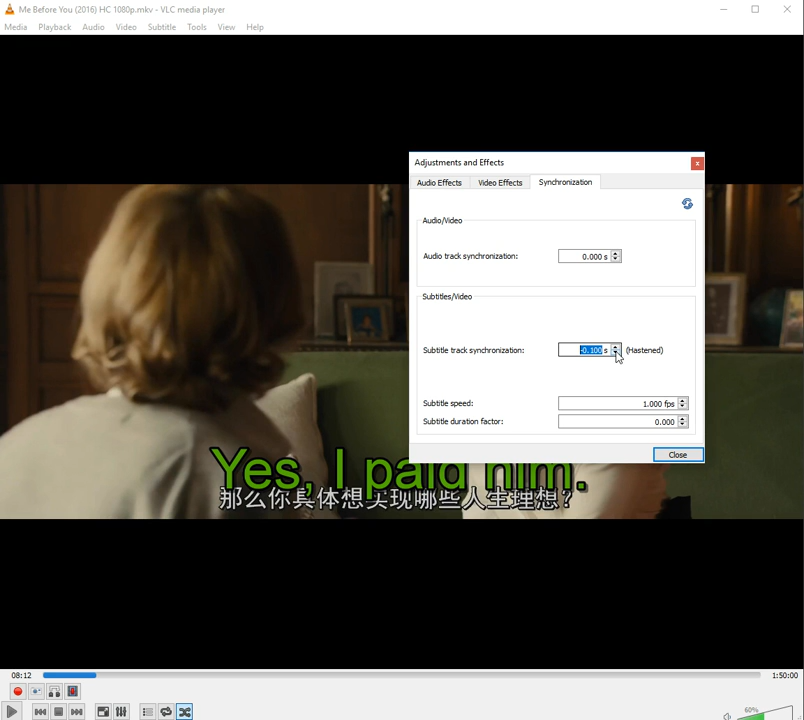 Me Before You (2016) HC 1080p.mkv - VLC media player
Media Playback Audio Video Subtitle Tools View Help
Adjustments and Effects
Audio Effects Video Effects Synchronization
Audio/Video
Audio track synchronization: 0.000 s
Subtitles/Video
Subtitle track synchronization: -0.100 s (Hastened)
Subtitle speed: 1.000 fps
Subtitle duration factor: 0.000
Close
Yes, I paid him.
那么你具体想实现哪些人生理想?
08:12 1:50:00
60%